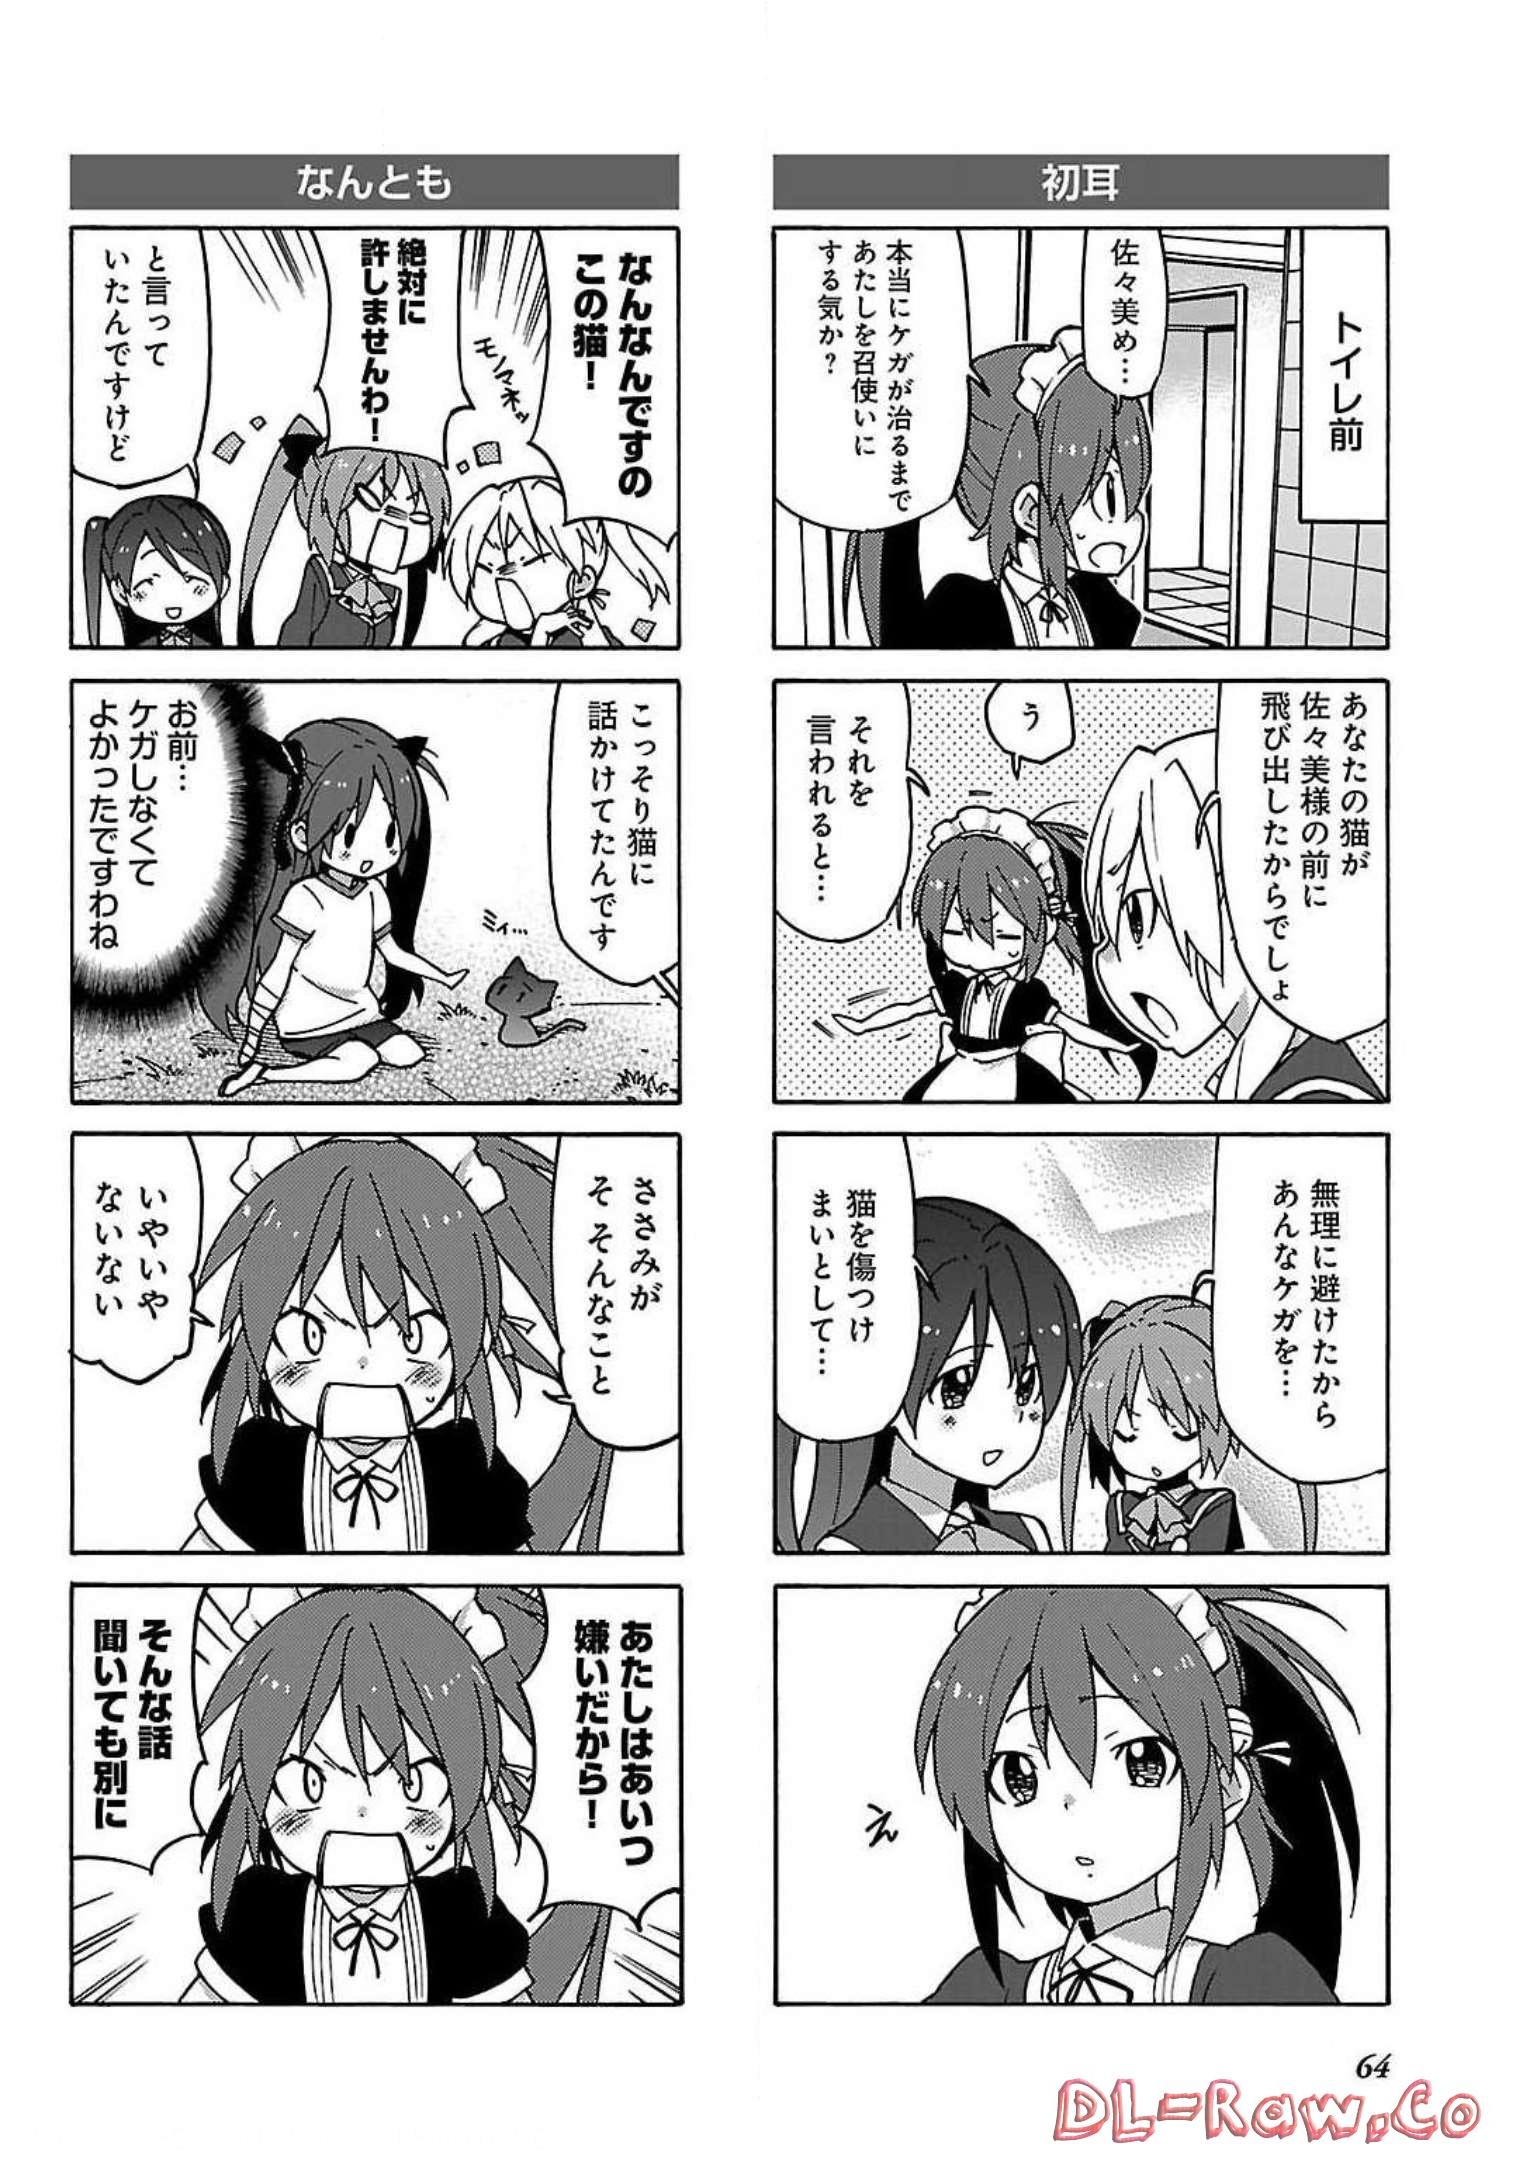 初耳
トイレ前
佐々美め…
本当にケガが治るまで
あたしを召使いに
する気か?
あなたの猫が
佐々美様の前に
飛び出したからでしょ
う
それを
言われると…
無理に避けたから
あんなケガを…
猫を傷つけ
まいとして…
え
なんとも
なんなんですの
この猫!
モノマネッ
絶対に
許しませんわ!
と言って
いたんですけど
こっそり猫に
話かけてたんです
ミィ…
お前…
ケガしなくて
よかったですわね
ささみが
そ そんなこと
いやいや
ないない
あたしはあいつ
嫌いだから!
そんな話
聞いても別に
64
DL-Raw.Co